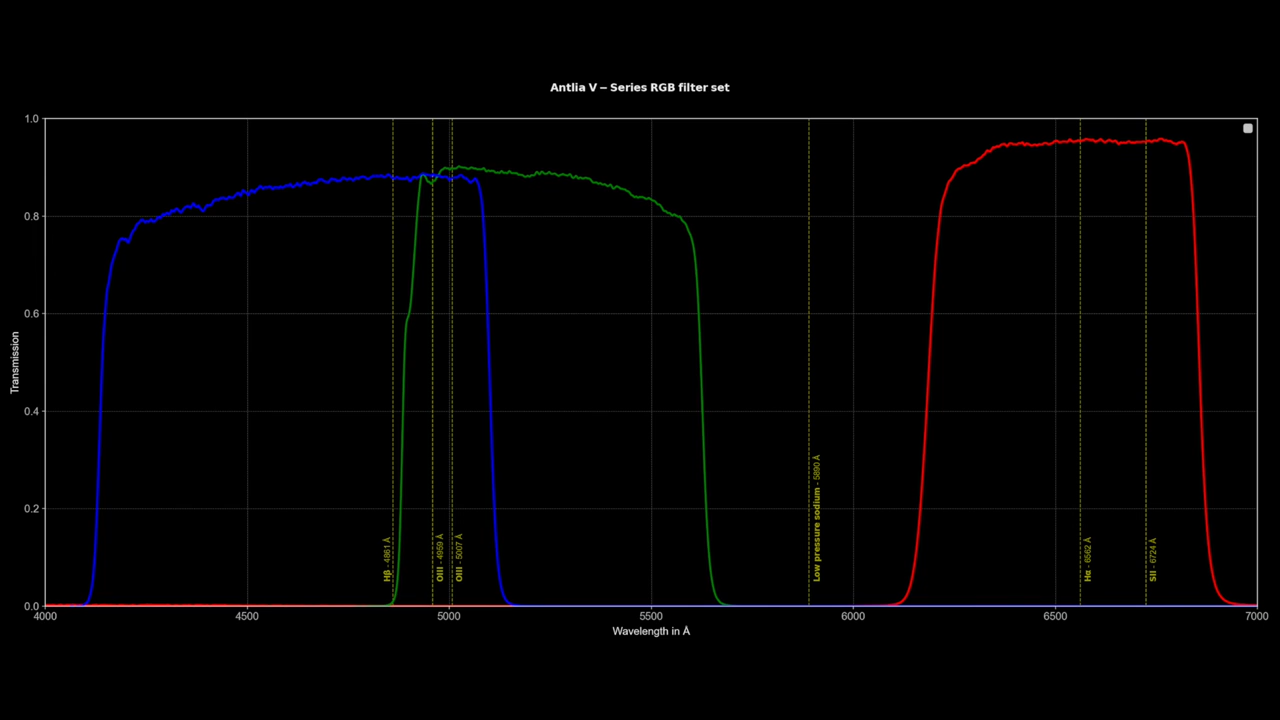 Antlia V – Series RGB filter set
1.0
0.8
0.6
0.4
0.2
0.0
Transmission
Hβ - 4861 Å
OIII - 4959 Å
OIII - 5007 Å
Low pressure sodium - 5890 Å
Hα - 6562 Å
SII - 6724 Å
4000 4500 5000 5500 6000 6500 7000
Wavelength in Å